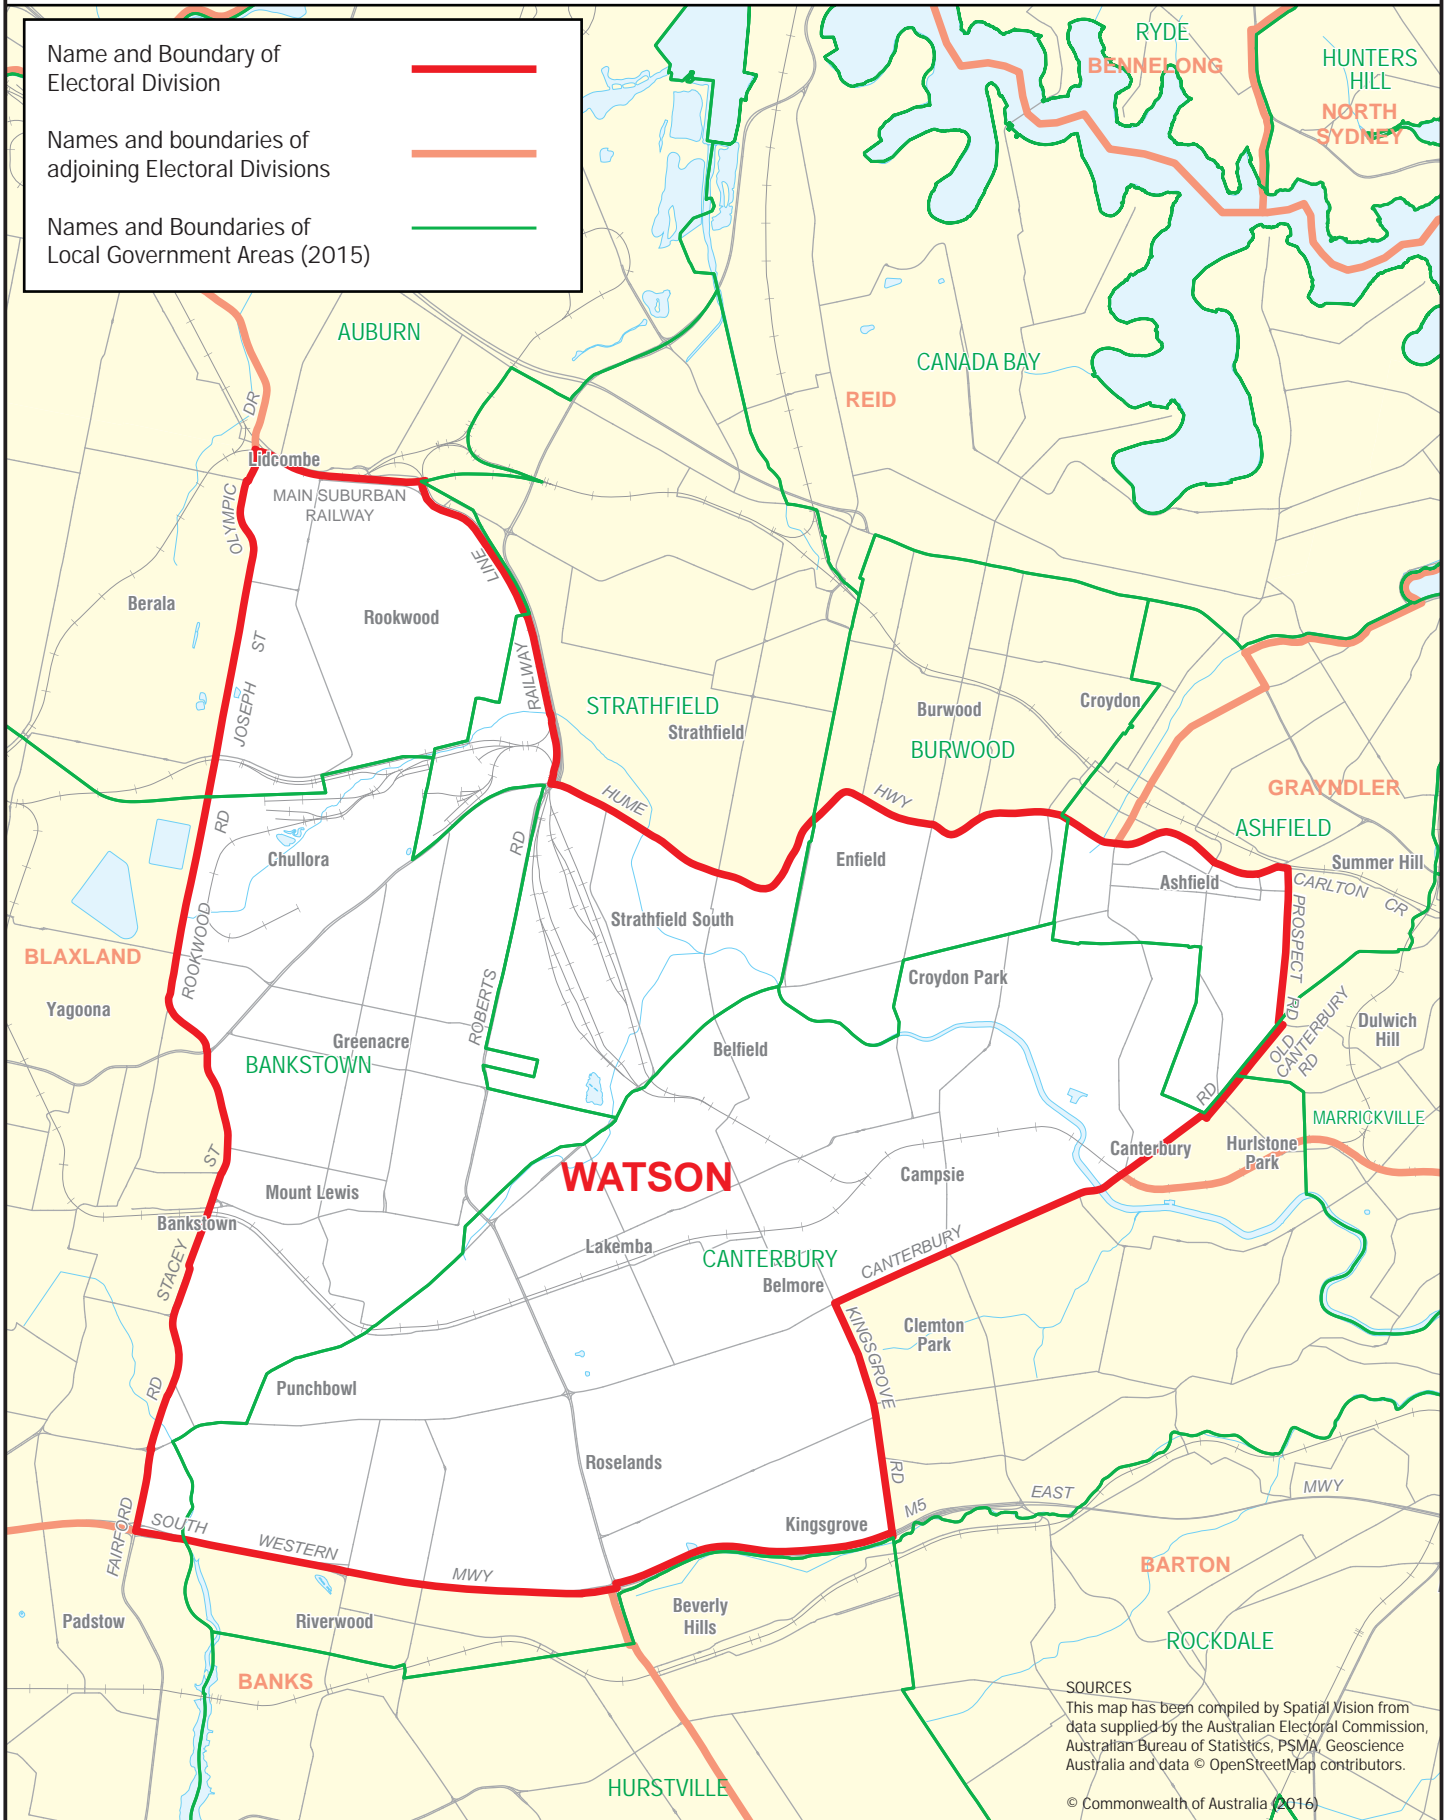 Name and Boundary of
Electoral Division
Names and boundaries of
adjoining Electoral Divisions
Names and Boundaries of
Local Government Areas (2015)
RYDE
BENNELONG
HUNTERS
HILL
NORTH
SYDNEY
AUBURN
CANADA BAY
REID
DR
Lidcombe
MAIN SUBURBAN
RAILWAY
OLYMPIC
LINE
Berala
Rookwood
ST
RAILWAY
JOSEPH
STRATHFIELD
Strathfield
Burwood
Croydon
BURWOOD
GRAYNDLER
HUME
HWY
ASHFIELD
RD
RD
Chullora
Enfield
Summer Hill
Ashfield
CARLTON
CR
PROSPECT
RD
Strathfield South
ROOKWOOD
BLAXLAND
Croydon Park
Yagoona
ROBERTS
Greenacre
BANKSTOWN
Belfield
OLD
CANTERBURY
RD
Dulwich
Hill
RD
MARRICKVILLE
ST
WATSON
Canterbury
Hurlstone
Park
Campsie
Mount Lewis
Bankstown
Lakemba
CANTERBURY
CANTERBURY
Belmore
STACEY
KINGSGROVE
Clemton
Park
RD
Punchbowl
Roselands
RD
EAST
MWY
M5
FAIRFORD
SOUTH
Kingsgrove
WESTERN
MWY
BARTON
Padstow
Riverwood
Beverly
Hills
ROCKDALE
BANKS
HURSTVILLE
SOURCES
This map has been compiled by Spatial Vision from
data supplied by the Australian Electoral Commission,
Australian Bureau of Statistics, PSMA, Geoscience
Australia and data © OpenStreetMap contributors.
© Commonwealth of Australia (2016)